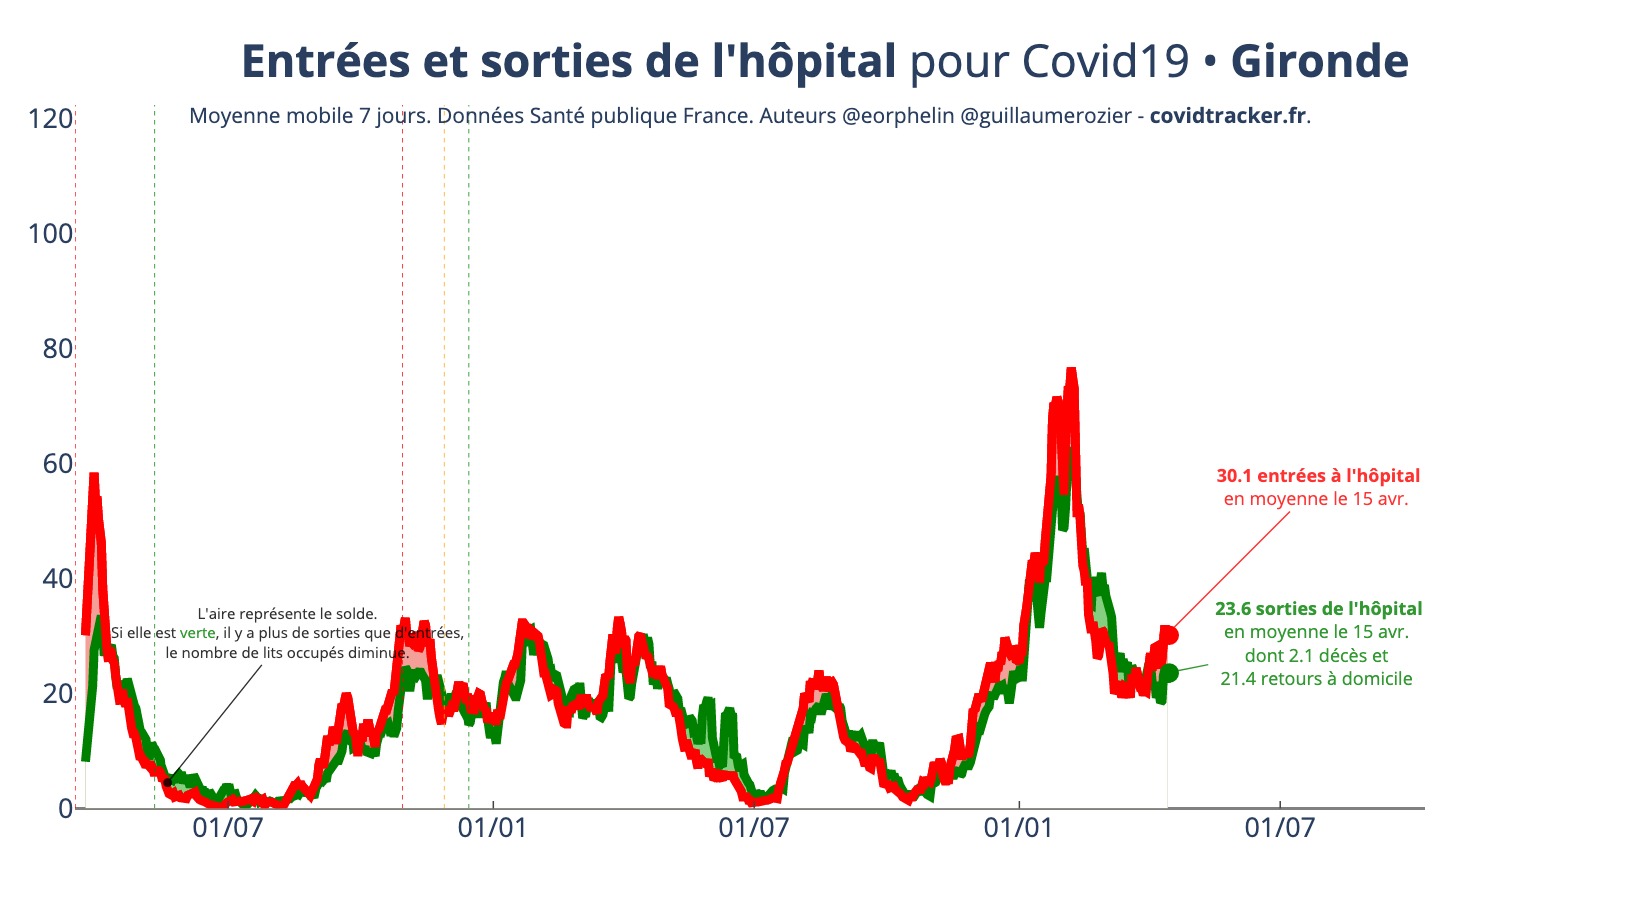 Entrées et sorties de l'hôpital pour Covid19 • Gironde
Moyenne mobile 7 jours. Données Santé publique France. Auteurs @eorphelin @guillaumerozier - covidtracker.fr.
120
100
80
60
40
20
0
L'aire représente le solde.
Si elle est verte, il y a plus de sorties que d'entrées,
le nombre de lits occupés diminue.
30.1 entrées à l'hôpital
en moyenne le 15 avr.
23.6 sorties de l'hôpital
en moyenne le 15 avr.
dont 2.1 décès et
21.4 retours à domicile
01/07
01/01
01/07
01/01
01/07